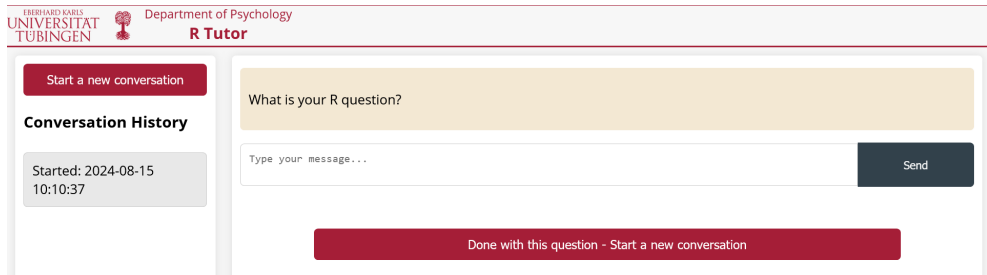 EBERHARD KARLS
UNIVERSITÄT
TÜBINGEN
Department of Psychology
R Tutor
Start a new conversation
Conversation History
Started: 2024-08-15
10:10:37
What is your R question?
Type your message...
Send
Done with this question - Start a new conversation